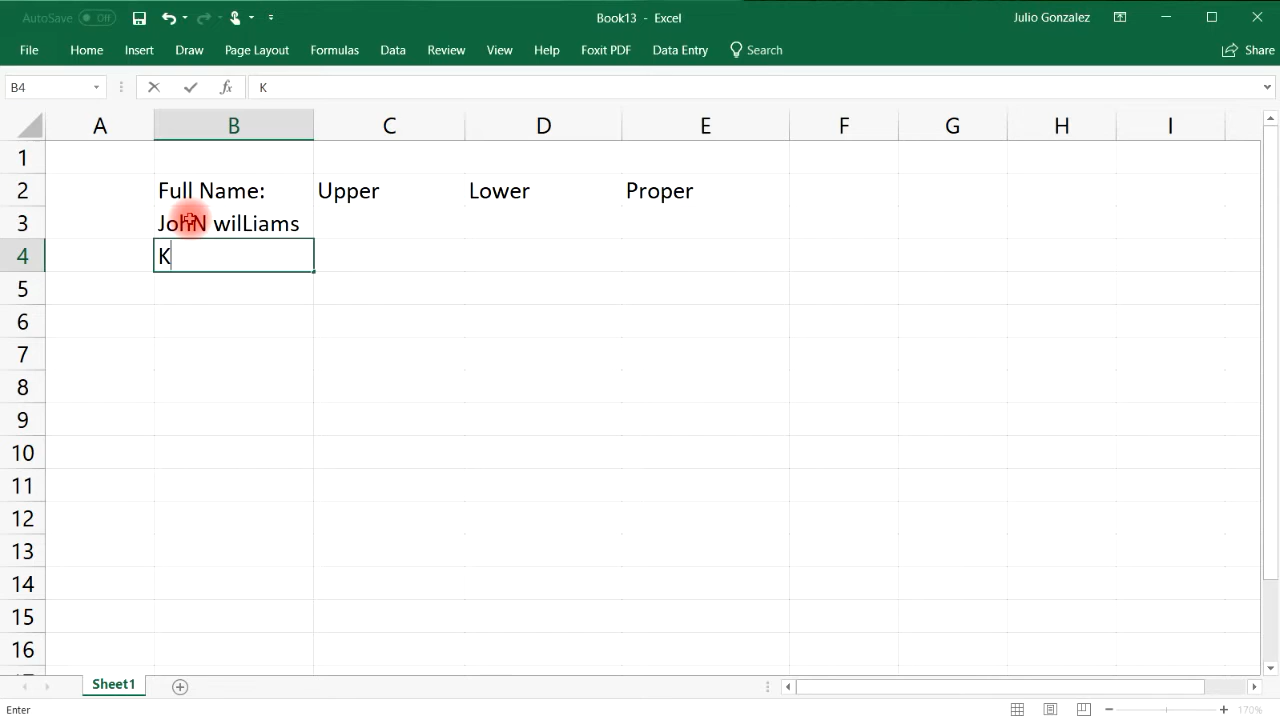 AutoSave Off Book13 - Excel Julio Gonzalez
File Home Insert Draw Page Layout Formulas Data Review View Help Foxit PDF Data Entry Search Share
B4 fx K
A B C D E F G H I
1
2 Full Name: Upper Lower Proper
3 JohN wilLiams
4 K
5
6
7
8
9
10
11
12
13
14
15
16
Sheet1
Enter 170%